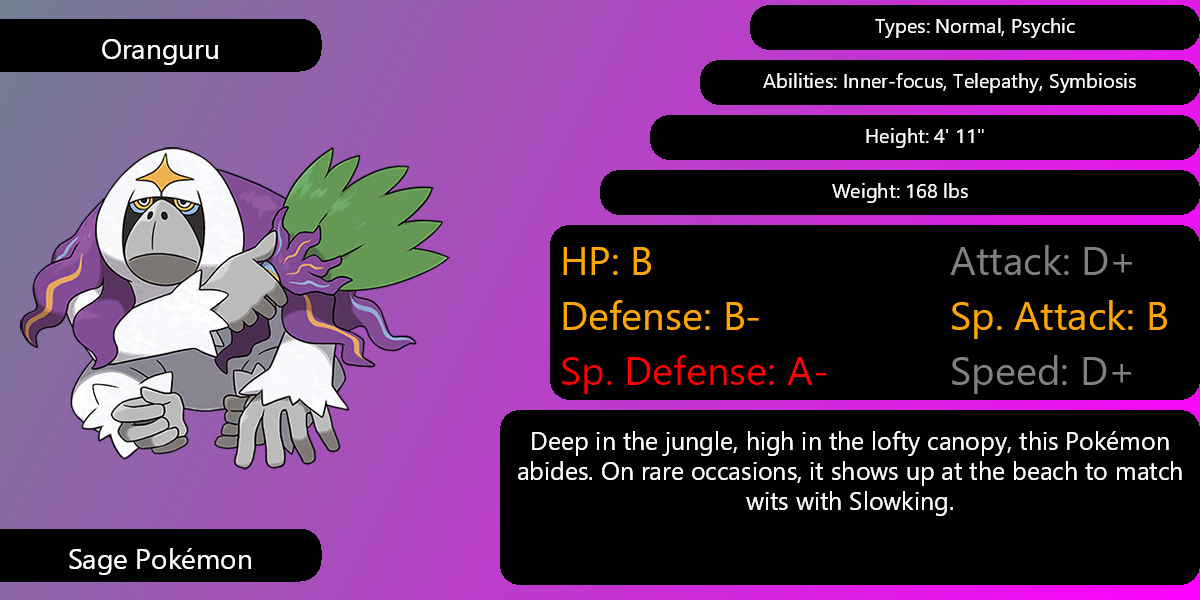 Oranguru
Types: Normal, Psychic
Abilities: Inner-focus, Telepathy, Symbiosis
Height: 4' 11"
Weight: 168 lbs
HP: B
Attack: D+
Defense: B-
Sp. Attack: B
Sp. Defense: A-
Speed: D+
Deep in the jungle, high in the lofty canopy, this Pokémon
abides. On rare occasions, it shows up at the beach to match
wits with Slowking.
Sage Pokémon